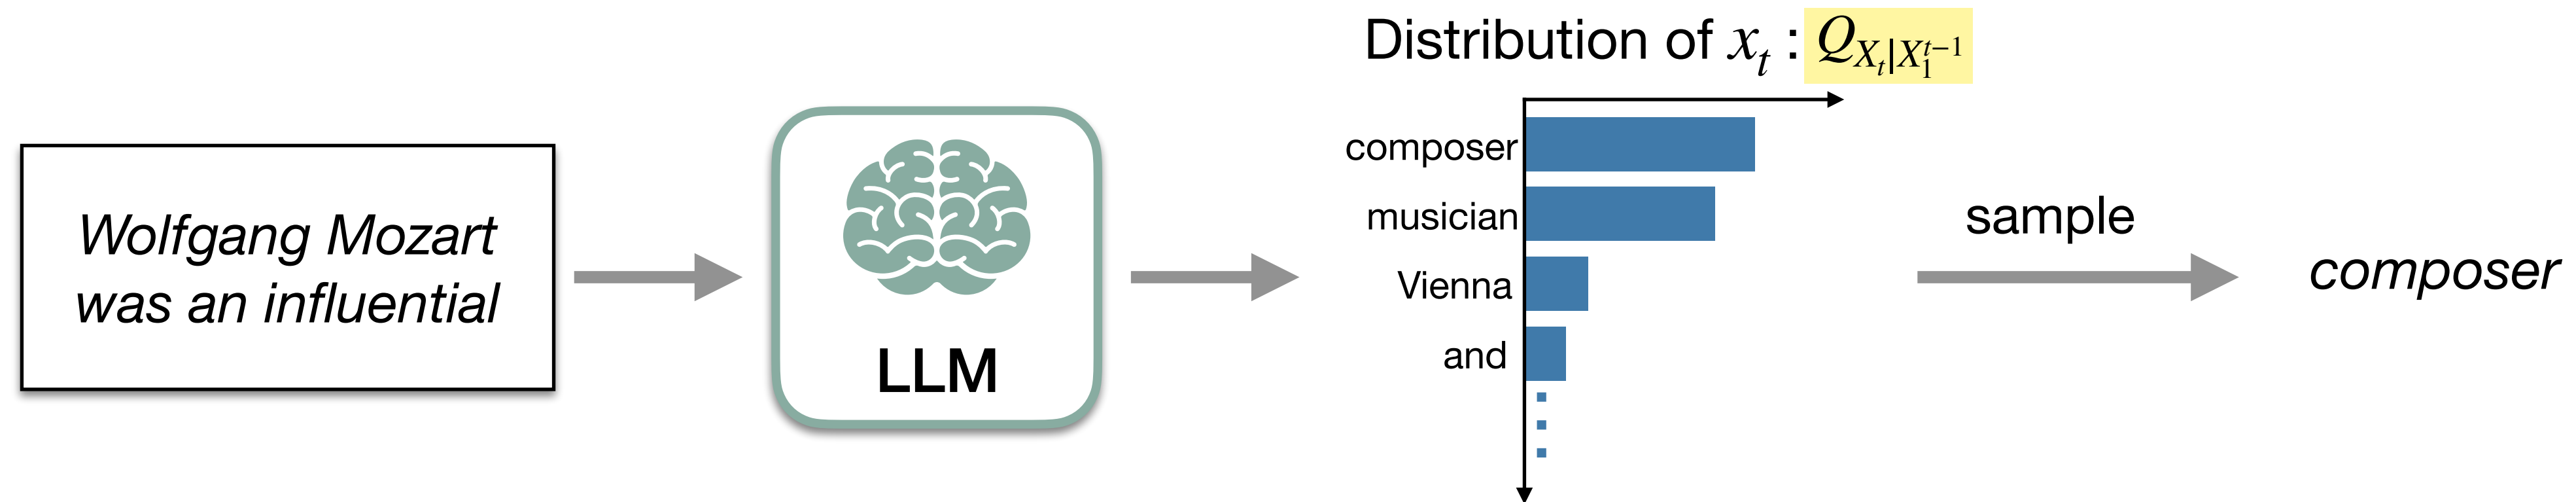 Distribution of x_t : Q_{X_t|X_1^{t-1}}
Wolfgang Mozart
was an influential
LLM
composer
musician
Vienna
and
sample
composer